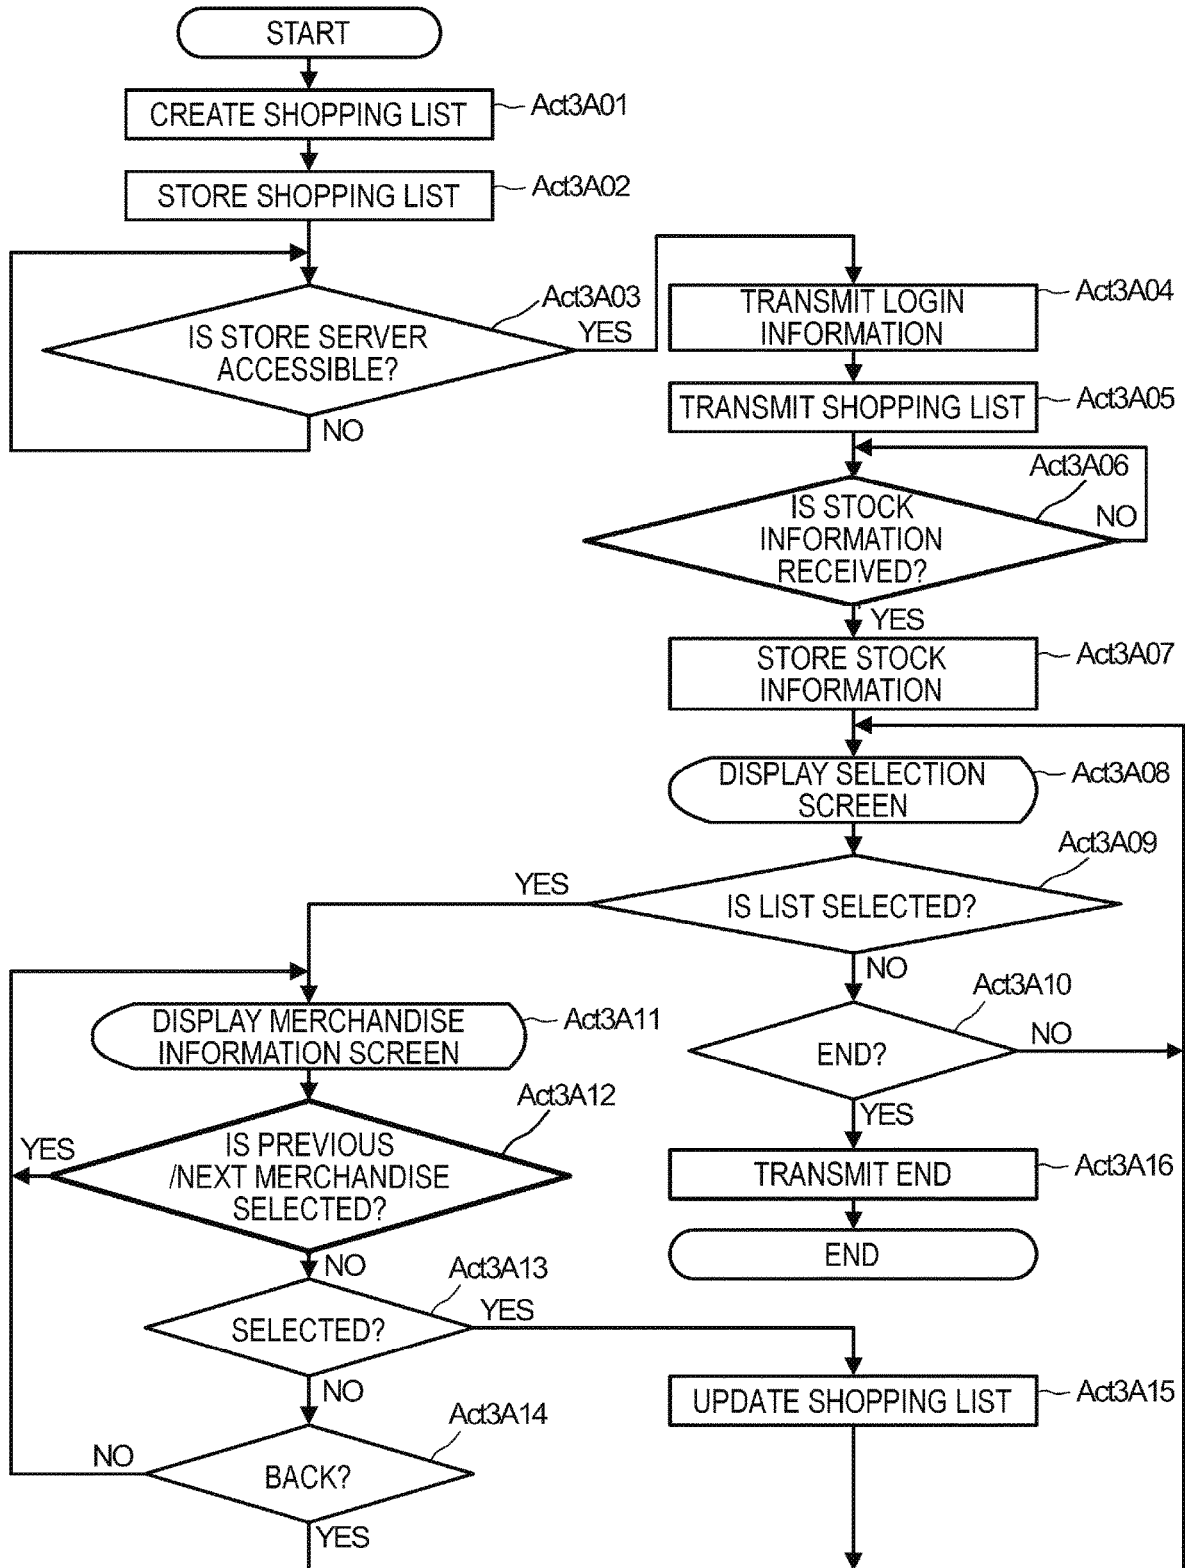 START
CREATE SHOPPING LIST
Act3A01
STORE SHOPPING LIST
Act3A02
IS STORE SERVER
ACCESSIBLE?
Act3A03
YES
NO
TRANSMIT LOGIN
INFORMATION
Act3A04
TRANSMIT SHOPPING LIST
Act3A05
IS STOCK
INFORMATION
RECEIVED?
Act3A06
NO
YES
STORE STOCK
INFORMATION
Act3A07
DISPLAY SELECTION
SCREEN
Act3A08
IS LIST SELECTED?
Act3A09
YES
NO
END?
Act3A10
NO
YES
DISPLAY MERCHANDISE
INFORMATION SCREEN
Act3A11
IS PREVIOUS
/NEXT MERCHANDISE
SELECTED?
Act3A12
YES
NO
TRANSMIT END
Act3A16
END
SELECTED?
Act3A13
YES
NO
UPDATE SHOPPING LIST
Act3A15
BACK?
Act3A14
NO
YES